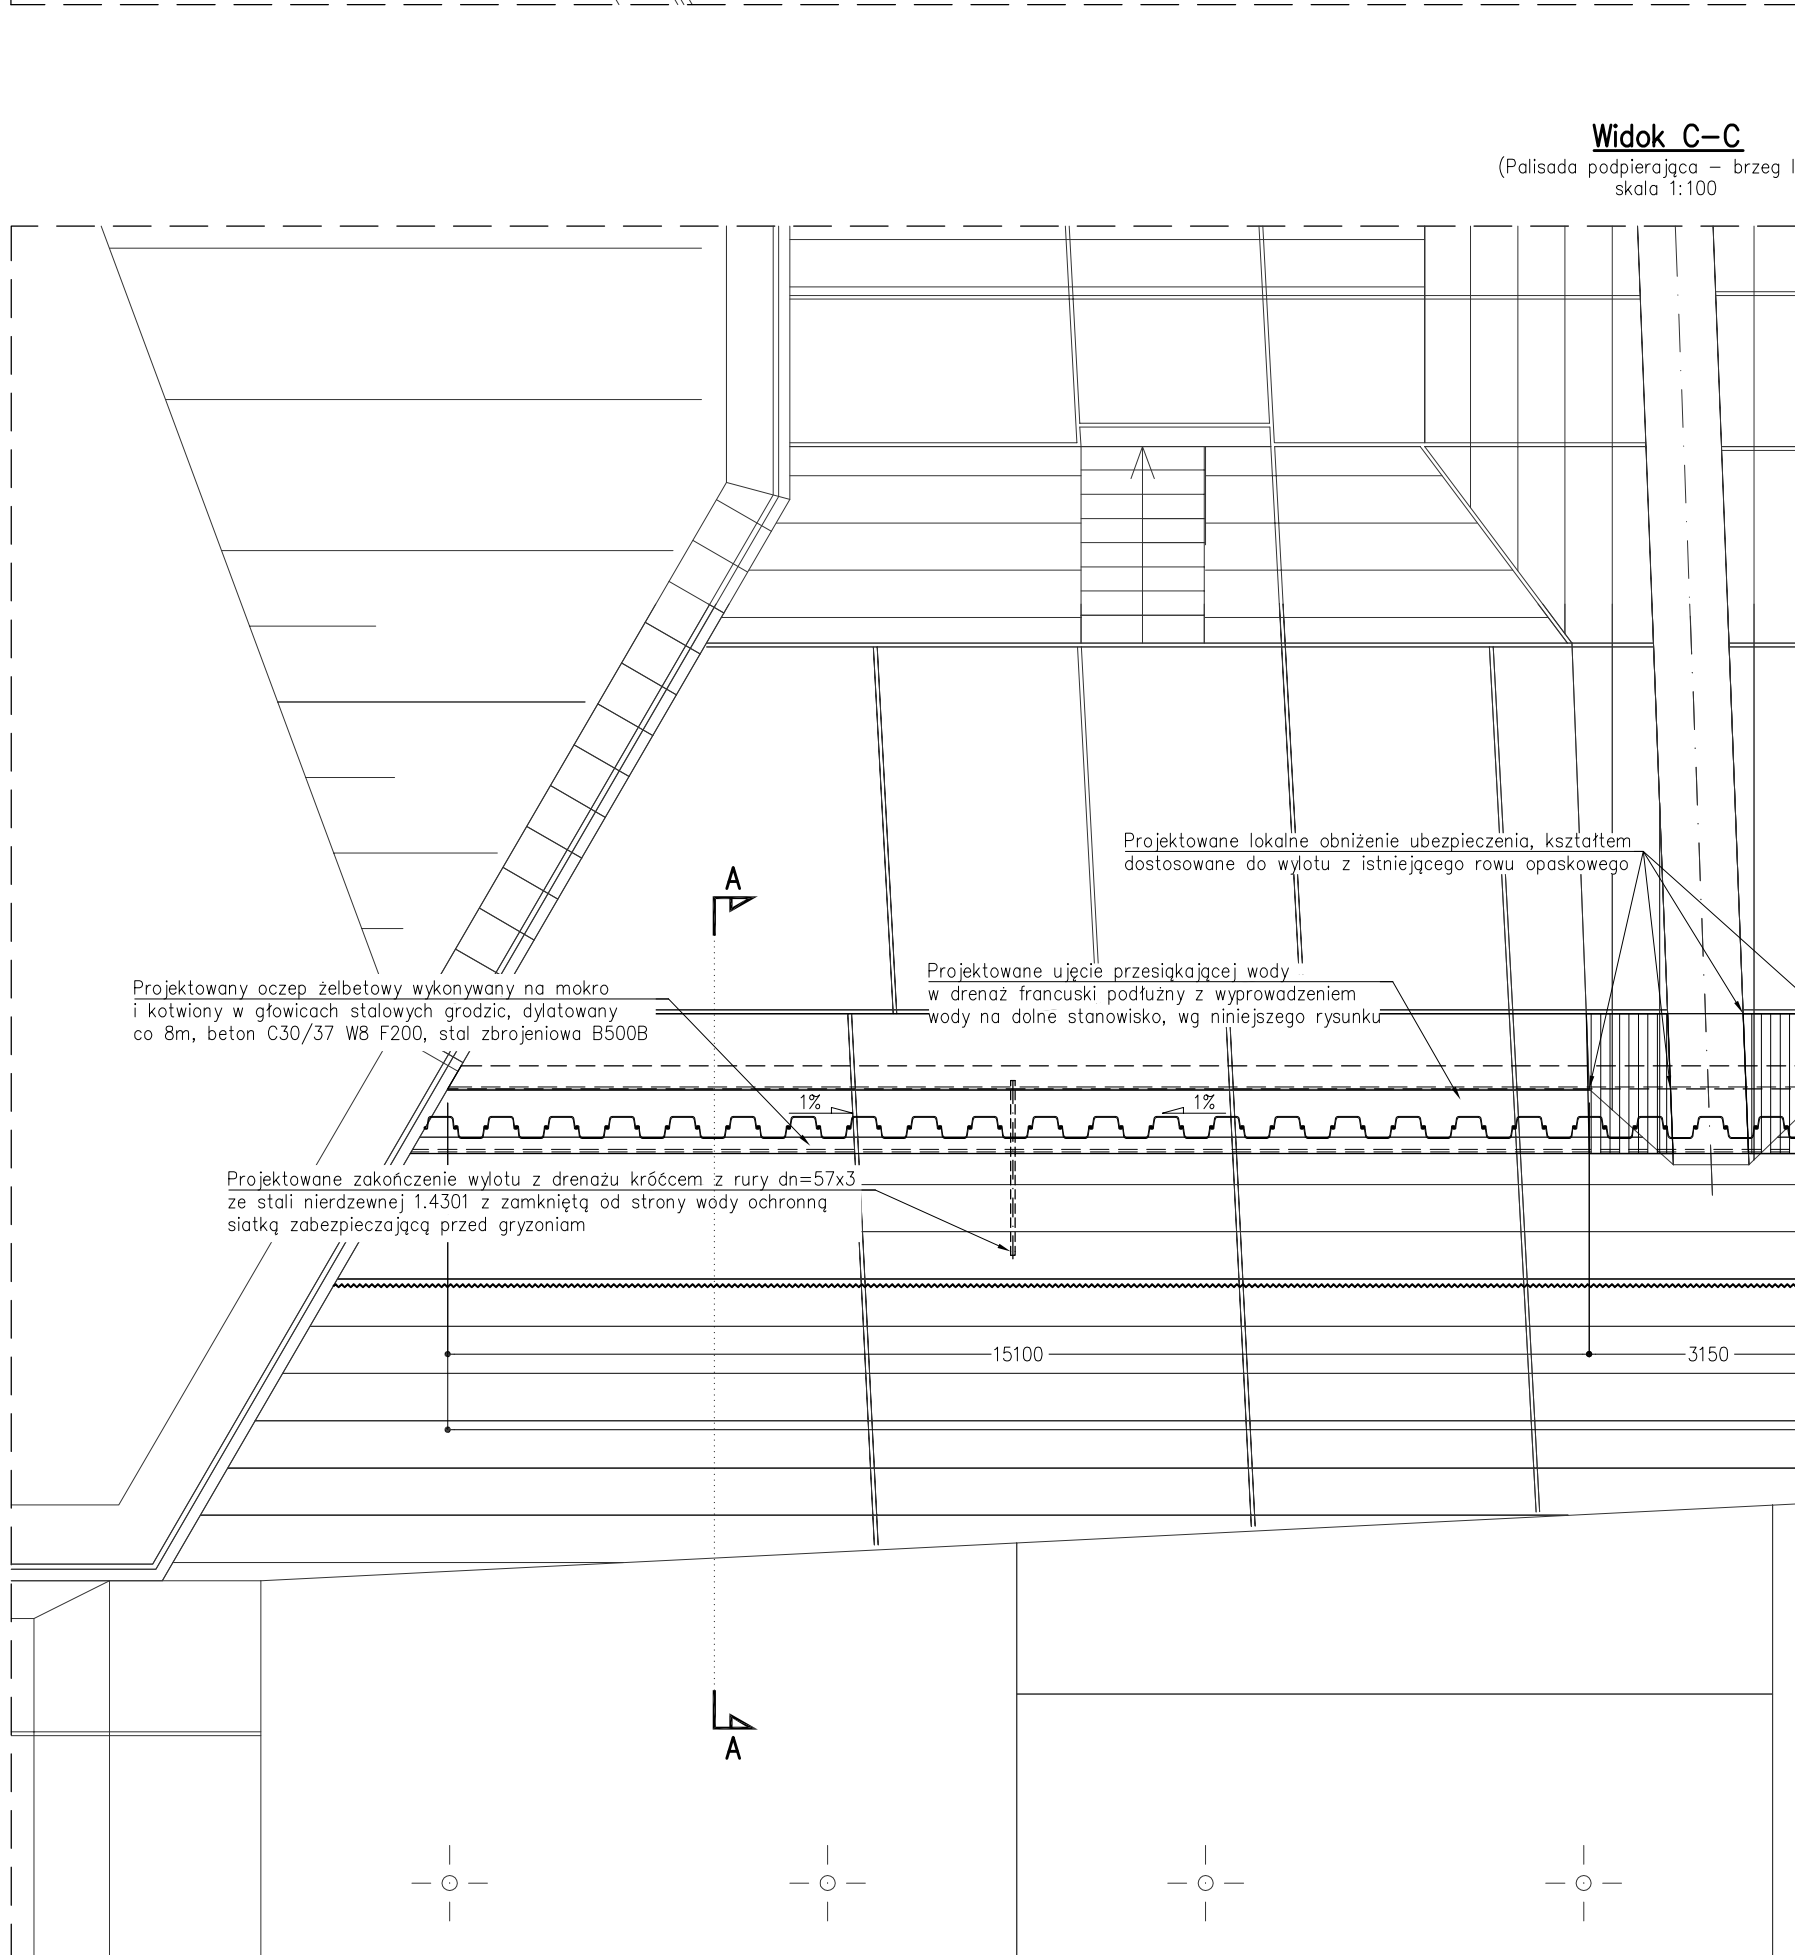 Widok C-C
(Palisada podpierająca – brzeg
skala 1:100
Projektowane lokalne obniżenie ubezpieczenia, kształtem
dostosowane do wylotu z istniejącego rowu opaskowego
A
Projektowane ujęcie przesiąkającej wody
w drenaż francuski podłużny z wyprowadzeniem
wody na dolne stanowisko, wg niniejszego rysunku
Projektowany oczep żelbetowy wykonywany na mokro
i kotwiony w głowicach stalowych grodzic, dylatowany
co 8m, beton C30/37 W8 F200, stal zbrojeniowa B500B
1%
1%
Projektowane zakończenie wylotu z drenażu króćcem z rury dn=57x3
ze stali nierdzewnej 1.4301 z zamkniętą od strony wody ochronną
siatką zabezpieczającą przed gryzoniam
15100
3150
A